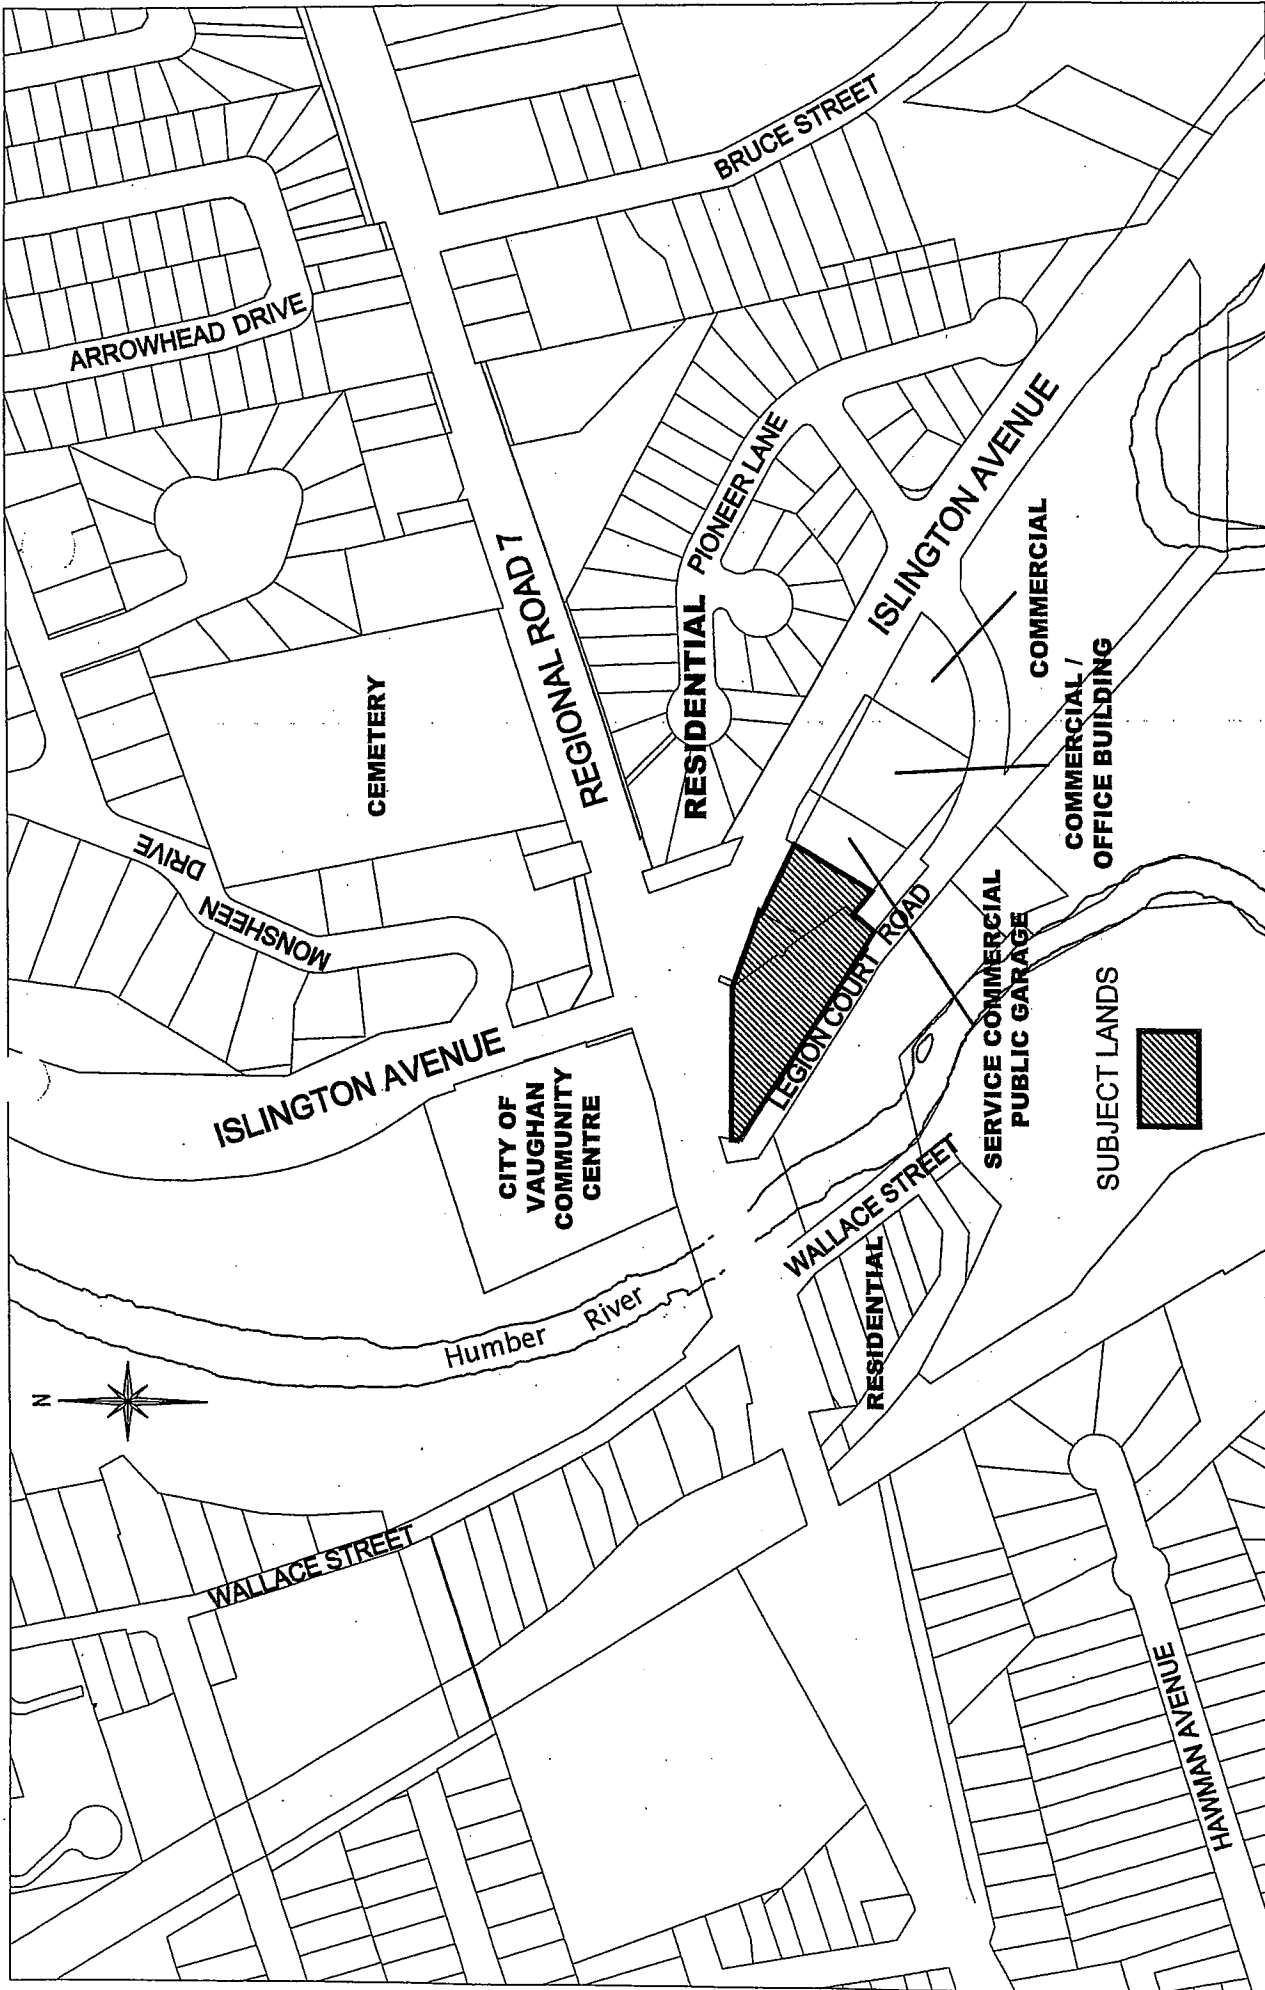 N
ARROWHEAD DRIVE
BRUCE STREET
MONSHEEN
DRIVE
CEMETERY
REGIONAL ROAD 7
RESIDENTIAL
PIONEER LANE
ISLINGTON AVENUE
COMMERCIAL
COMMERCIAL /
OFFICE BUILDING
ISLINGTON AVENUE
CITY OF
VAUGHAN
COMMUNITY
CENTRE
LEGION COURT ROAD
SERVICE COMMERCIAL
PUBLIC GARAGE
SUBJECT LANDS
Humber River
WALLACE STREET
RESIDENTIAL
WALLACE STREET
HAWMAN AVENUE